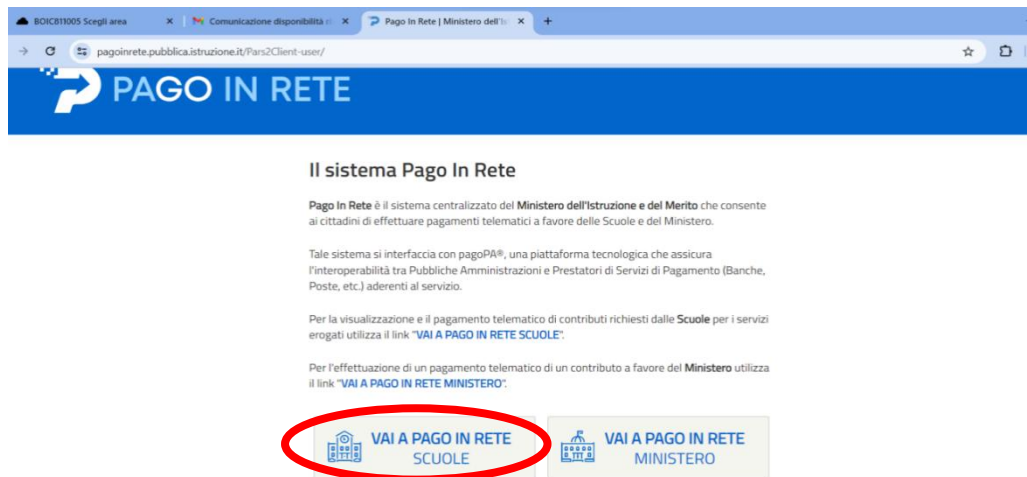 BOIC811005 Scegli area
Comunicazione disponibilità
Pago In Rete | Ministero dell'
pagoinrete.pubblica.istruzione.it/Pars2Client-user/
PAGO IN RETE
Il sistema Pago In Rete
Pago In Rete è il sistema centralizzato del Ministero dell'Istruzione e del Merito che consente
ai cittadini di effettuare pagamenti telematici a favore delle Scuole e del Ministero.
Tale sistema si interfaccia con pagoPA®, una piattaforma tecnologica che assicura
l'interoperabilità tra Pubbliche Amministrazioni e Prestatori di Servizi di Pagamento (Banche,
Poste, etc.) aderenti al servizio.
Per la visualizzazione e il pagamento telematico di contributi richiesti dalle Scuole per i servizi
erogati utilizza il link "VAI A PAGO IN RETE SCUOLE".
Per l'effettuazione di un pagamento telematico di un contributo a favore del Ministero utilizza
il link "VAI A PAGO IN RETE MINISTERO".
VAI A PAGO IN RETE
SCUOLE
VAI A PAGO IN RETE
MINISTERO